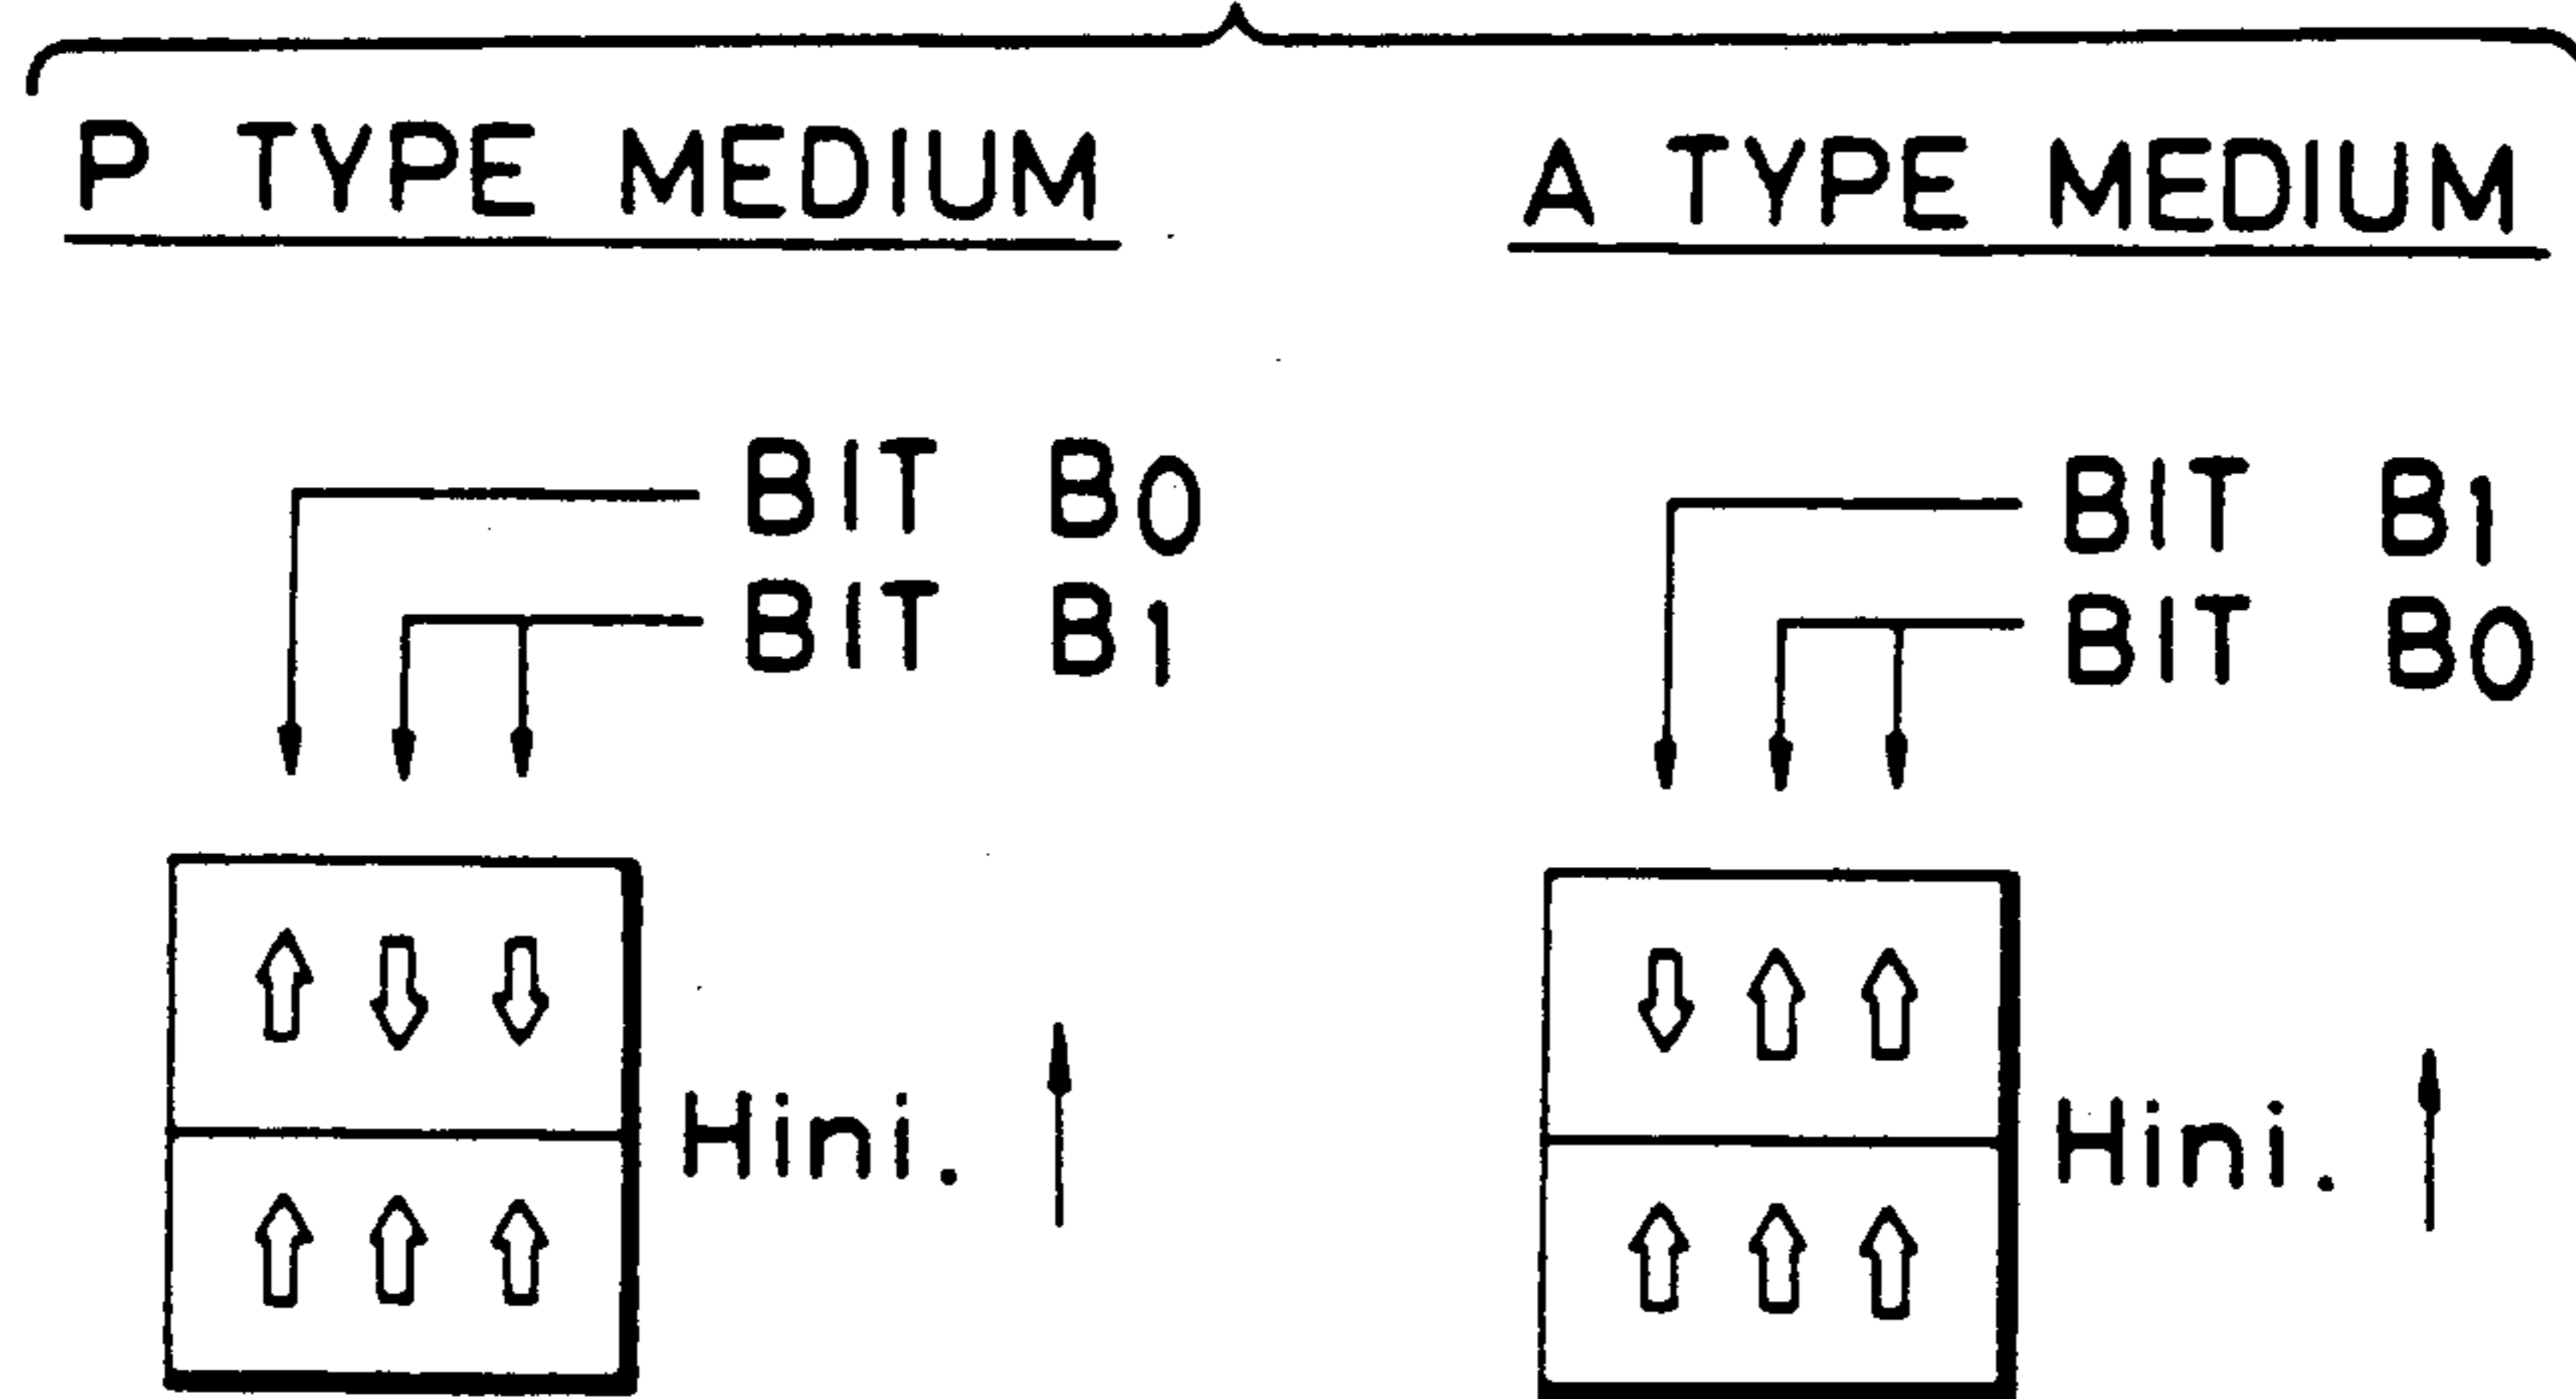 P TYPE MEDIUM
A TYPE MEDIUM
BIT B0
BIT B1
BIT B1
BIT B0
Hini.
Hini.